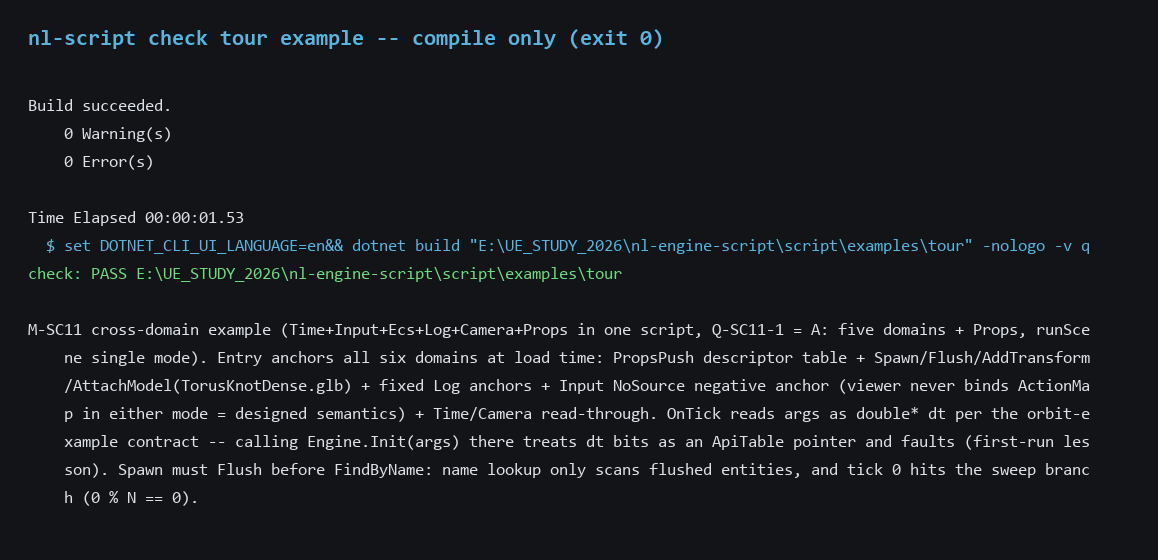 nl-script check tour example -- compile only (exit 0)
Build succeeded.
0 Warning(s)
0 Error(s)
Time Elapsed 00:00:01.53
$ set DOTNET_CLI_UI_LANGUAGE=en&& dotnet build "E:\UE_STUDY_2026\nl-engine-script\script\examples\tour" -nologo -v q
check: PASS E:\UE_STUDY_2026\nl-engine-script\script\examples\tour
M-SC11 cross-domain example (Time+Input+Ecs+Log+Camera+Props in one script, Q-SC11-1 = A: five domains + Props, runSce
ne single mode). Entry anchors all six domains at load time: PropsPush descriptor table + Spawn/Flush/AddTransform
/AttachModel(TorusKnotDense.glb) + fixed Log anchors + Input NoSource negative anchor (viewer never binds ActionMa
p in either mode = designed semantics) + Time/Camera read-through. OnTick reads args as double* dt per the orbit-e
xample contract -- calling Engine.Init(args) there treats dt bits as an ApiTable pointer and faults (first-run les
son). Spawn must Flush before FindByName: name lookup only scans flushed entities, and tick 0 hits the sweep branc
h (0 % N == 0).